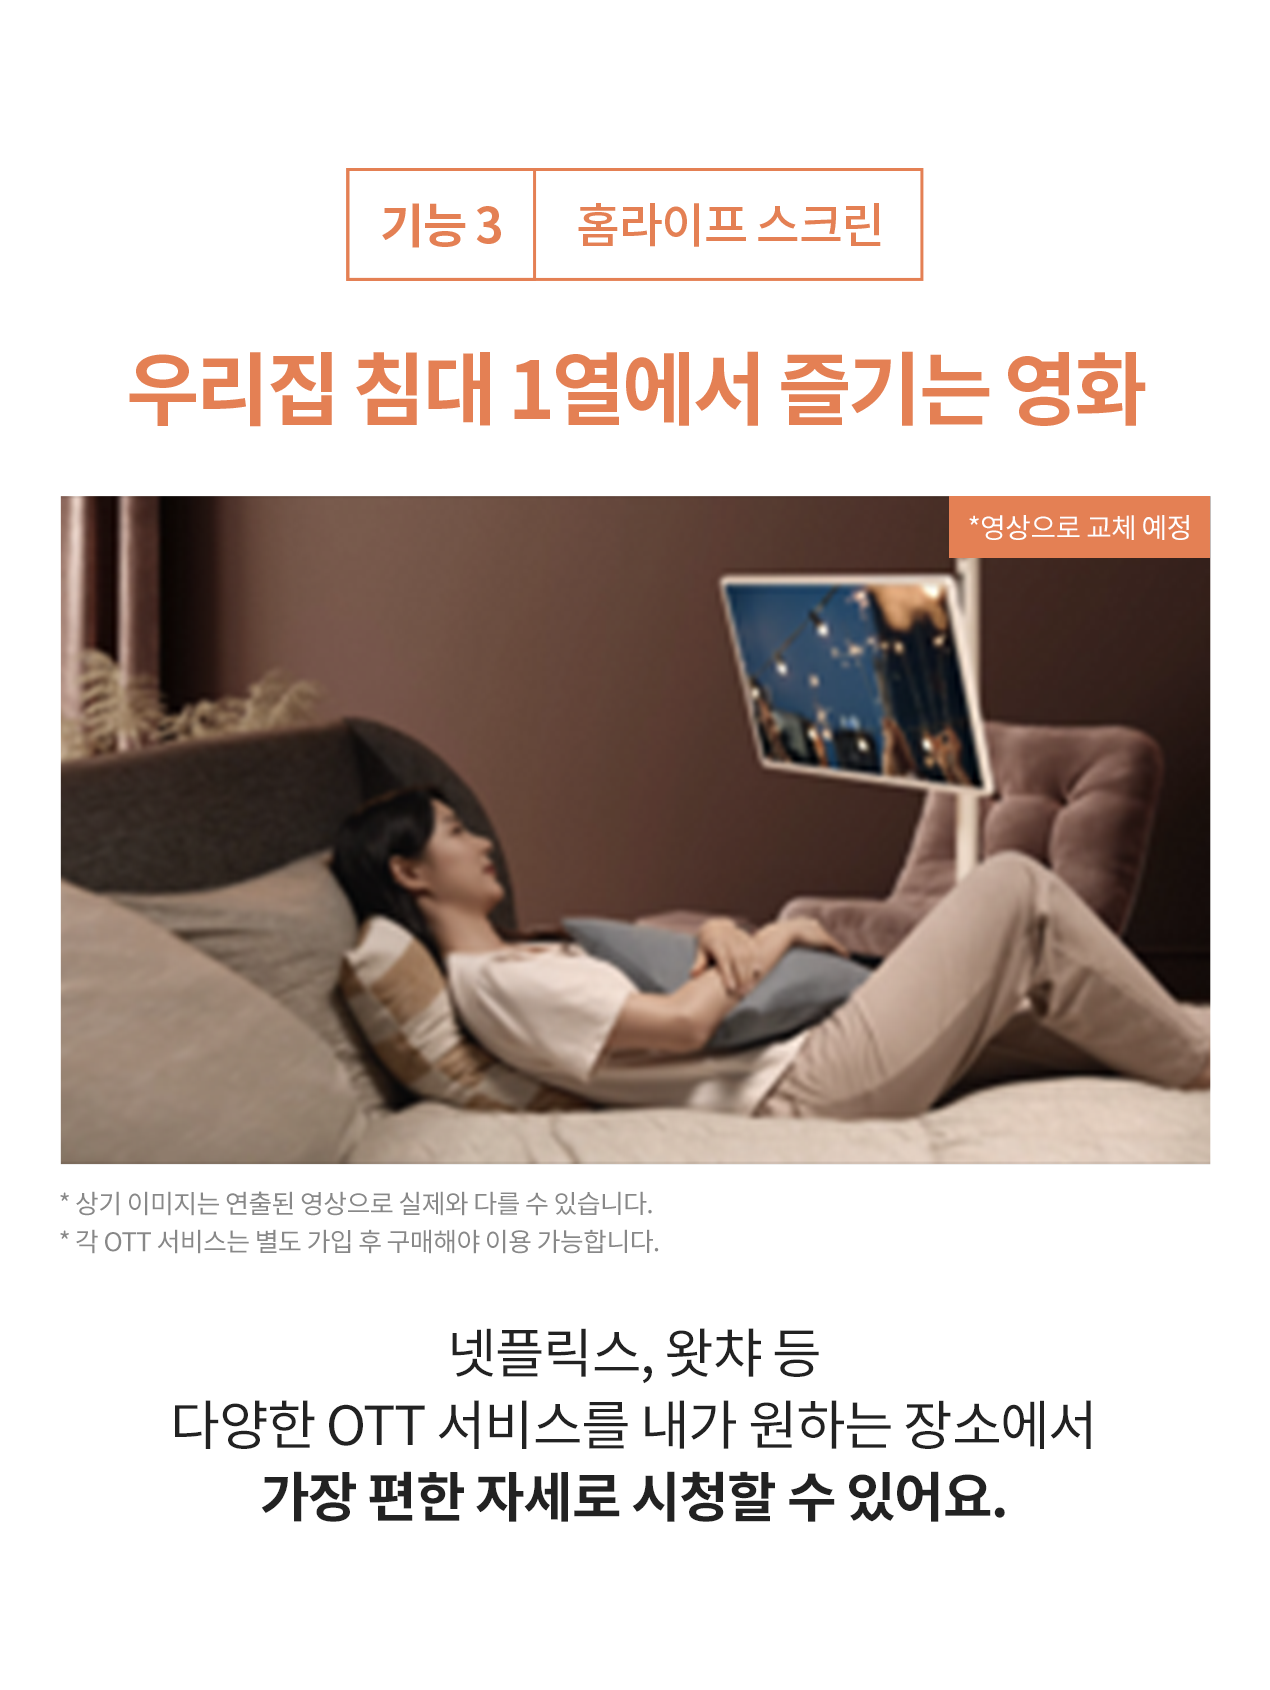 기능 3 홈라이프 스크린
우리집 침대 1열에서 즐기는 영화
*영상으로 교체 예정
* 상기 이미지는 연출된 영상으로 실제와 다를 수 있습니다.
* 각 OTT 서비스는 별도 가입 후 구매해야 이용 가능합니다.
넷플릭스, 왓챠 등
다양한 OTT 서비스를 내가 원하는 장소에서
가장 편한 자세로 시청할 수 있어요.